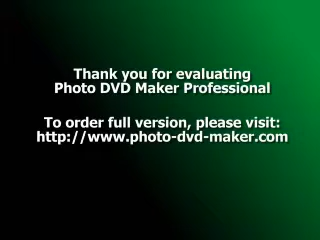 Thank you for evaluating
Photo DVD Maker Professional
To order full version, please visit:
http://www.photo-dvd-maker.com